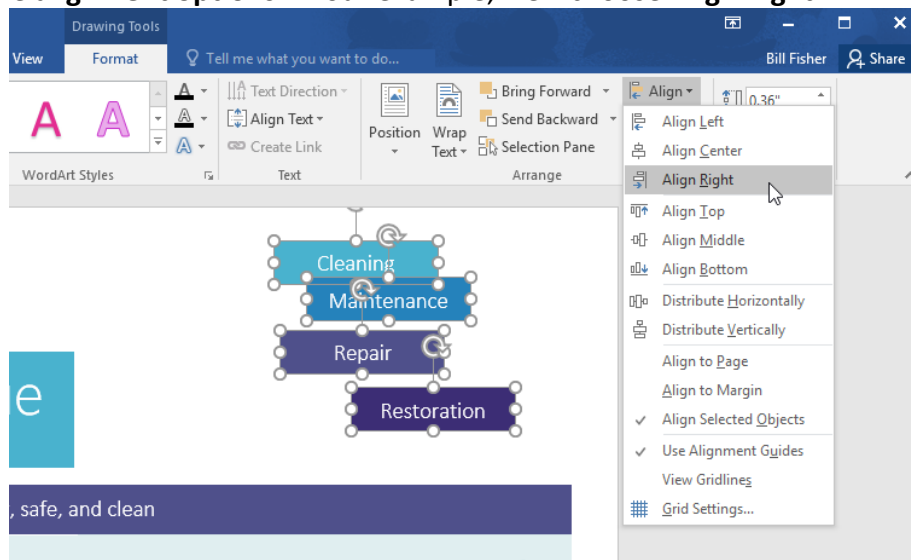 Drawing Tools
View Format Tell me what you want to do... Bill Fisher Share
A A A Text Direction Bring Forward Align 0.36"
A Align Text Position Wrap Text Send Backward
A Create Link Selection Pane
WordArt Styles Text Arrange
Align Left
Align Center
Align Right
Align Top
Align Middle
Align Bottom
Distribute Horizontally
Distribute Vertically
Align to Page
Align to Margin
Align Selected Objects
Use Alignment Guides
View Gridlines
Grid Settings...
Cleaning
Maintenance
Repair
Restoration
e
, safe, and clean